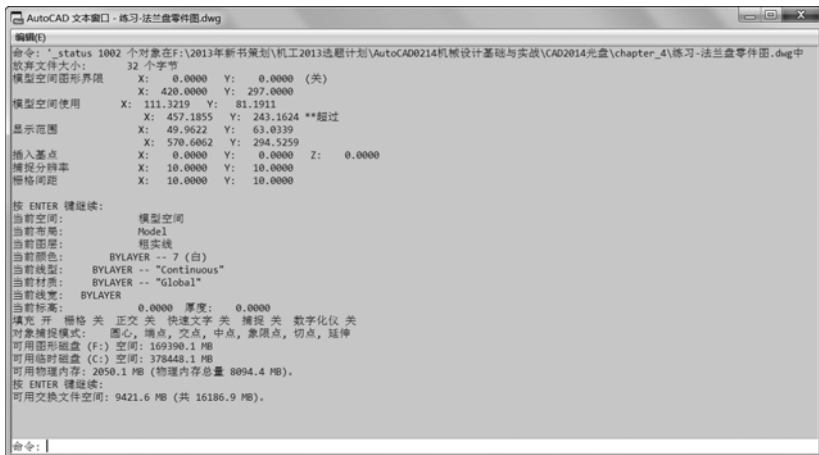 AutoCAD 文本窗口 - 练习-法兰盘零件图.dwg
编辑(E)
命令: '_status 1002 个对象在F:\2013年新书策划\机工2013选题计划\AutoCAD0214机械设计基础与实战\CAD2014光盘\chapter_4\练习-法兰盘零件图.dwg中
放弃文件大小: 32 个字节
模型空间图形界限 X: 0.0000 Y: 0.0000 (关)
X: 420.0000 Y: 297.0000
模型空间使用 X: 111.3219 Y: 81.1911
X: 457.1855 Y: 243.1624 **超过
显示范围 X: 49.9622 Y: 63.0339
X: 570.6062 Y: 294.5259
插入基点 X: 0.0000 Y: 0.0000 Z: 0.0000
捕捉分辨率 X: 10.0000 Y: 10.0000
栅格间距 X: 10.0000 Y: 10.0000
按 ENTER 键继续:
当前空间: 模型空间
当前布局: Model
当前图层: 粗实线
当前颜色: BYLAYER -- 7 (白)
当前线型: BYLAYER -- "Continuous"
当前材质: BYLAYER -- "Global"
当前线宽: BYLAYER
当前标高: 0.0000 厚度: 0.0000
填充 开 栅格 关 正交 关 快速文字 关 捕捉 关 数字化仪 关
对象捕捉模式: 圆心, 端点, 交点, 中点, 象限点, 切点, 延伸
可用图形磁盘 (F:) 空间: 169390.1 MB
可用临时磁盘 (C:) 空间: 378448.1 MB
可用物理内存: 2050.1 MB (物理内存总量 8094.4 MB)。
按 ENTER 键继续:
可用交换文件空间: 9421.6 MB (共 16186.9 MB)。
命令: